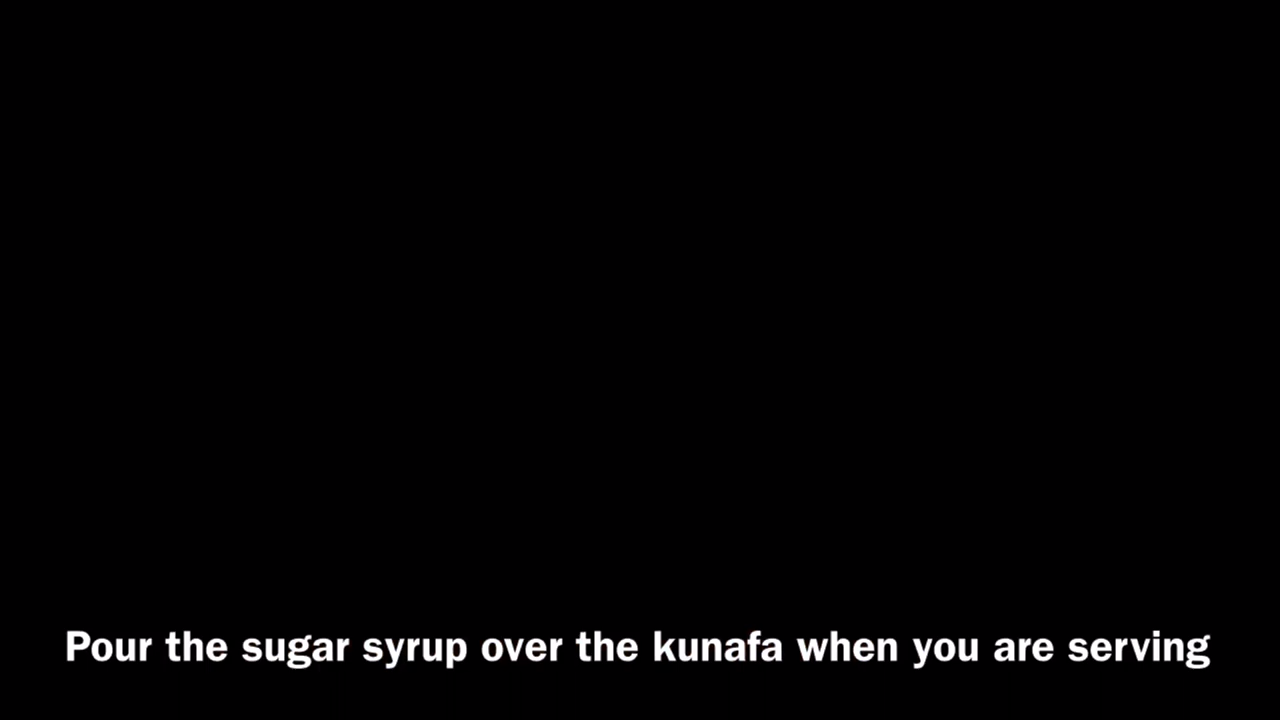 Pour the sugar syrup over the kunafa when you are serving